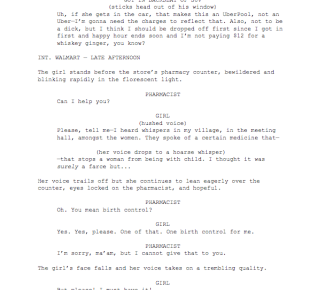 (sticks head out of his window)
Uh, if she gets in the car, that makes this an UberPool, not an
Uber—I'm gonna need the charges to reflect that. Also, not to be
a dick, but I think I should be dropped off first since I got in
first and happy hour ends soon and I'm not paying $12 for a
whiskey ginger, you know?
INT. WALMART — LATE AFTERNOON
The girl stands before the store's pharmacy counter, bewildered and
blinking rapidly in the florescent light.
PHARMACIST
Can I help you?
GIRL
(hushed voice)
Please, tell me—I heard whispers in my village, in the meeting
hall, amongst the women. They spoke of a certain medicine that—
(her voice drops to a hoarse whisper)
—that stops a woman from being with child. I thought it was
surely a farce but...
Her voice trails off but she continues to lean eagerly over the
counter, eyes locked on the pharmacist, and hopeful.
PHARMACIST
Oh. You mean birth control?
GIRL
Yes. Yes, please. One of that. One birth control for me.
PHARMACIST
I'm sorry, ma'am, but I cannot give that to you.
The girl's face falls and her voice takes on a trembling quality.
GIRL
But please! I must have it!